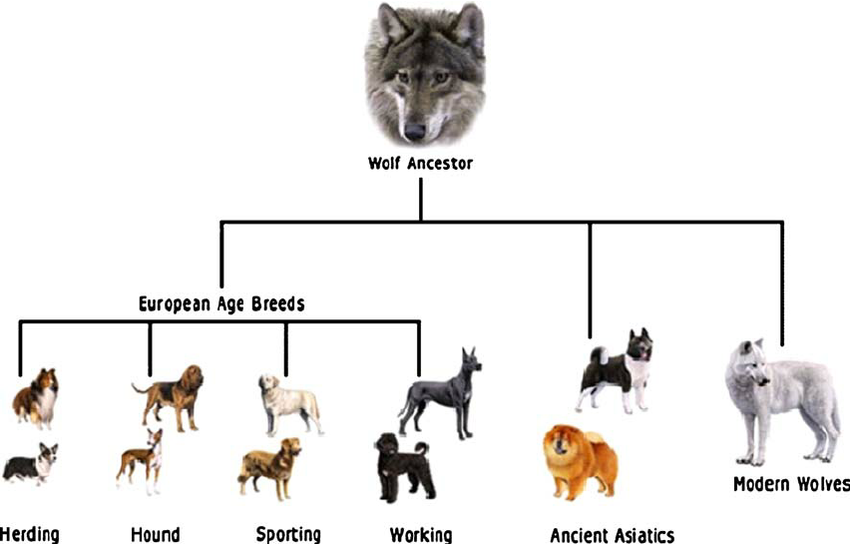 Wolf Ancestor
European Age Breeds
Modern Wolves
Herding
Hound
Sporting
Working
Ancient Asiatics